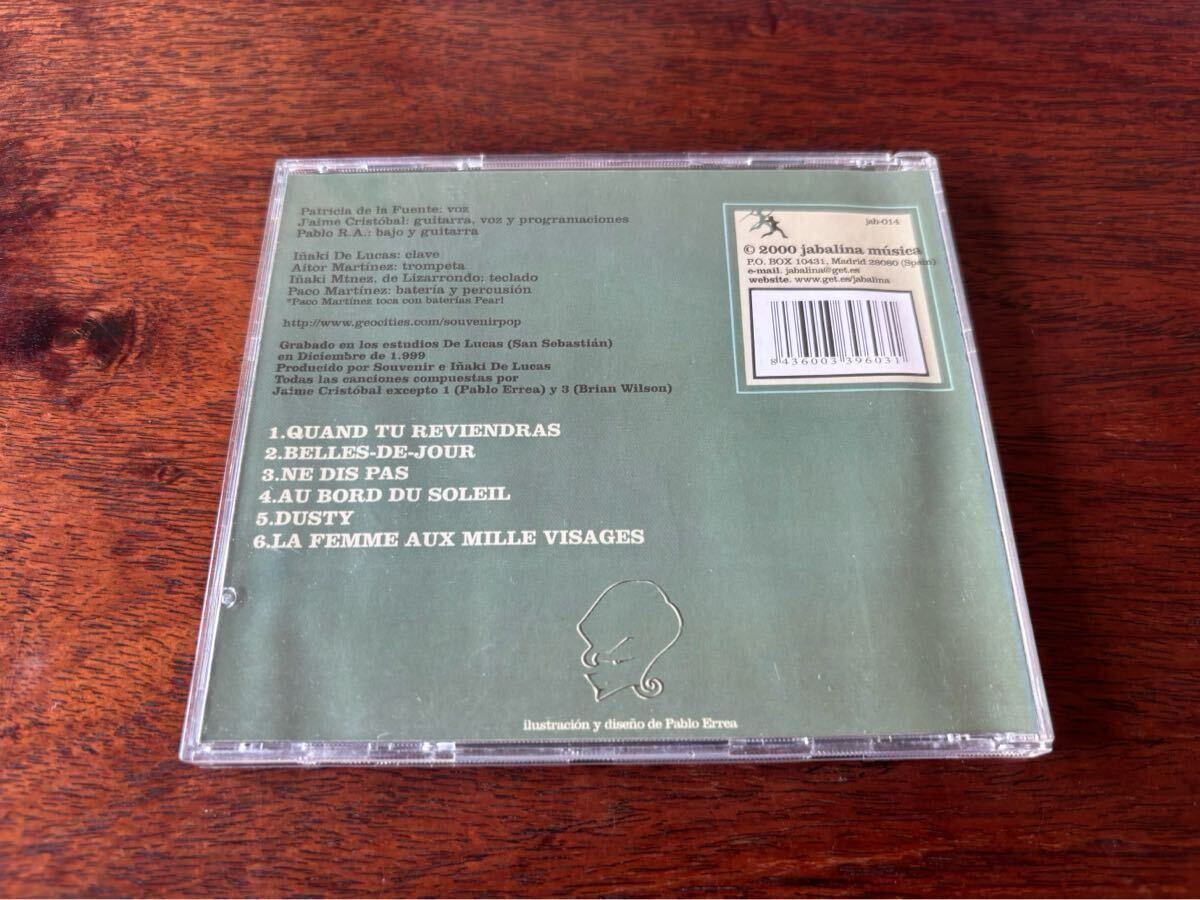 Patricia de la Fuente: voz
J'aime Cristóbal: guitarra, voz y programaciones
Pablo R.A.: bajo y guitarra
Iñaki De Lucas: clave
Aitor Martínez: trompeta
Iñaki Mtnez. de Lizarrondo: teclado
Paco Martínez: batería y percusión
*Paco Martínez toca con baterías Pearl
http://www.geocities.com/souvenirpop
Grabado en los estudios De Lucas (San Sebastián)
en Diciembre de 1.999
Producido por Souvenir e Iñaki De Lucas
Todas las canciones compuestas por
Jaime Cristóbal excepto 1 (Pablo Errea) y 3 (Brian Wilson)
1.QUAND TU REVIENDRAS
2.BELLES-DE-JOUR
3.NE DIS PAS
4.AU BORD DU SOLEIL
5.DUSTY
6.LA FEMME AUX MILLE VISAGES
jab-014
© 2000 jabalina música
P.O. BOX 10431, Madrid 28080 (Spain)
e-mail. jabalina@get.es
website. www.get.es/jabalina
8 436003 396031
ilustración y diseño de Pablo Errea